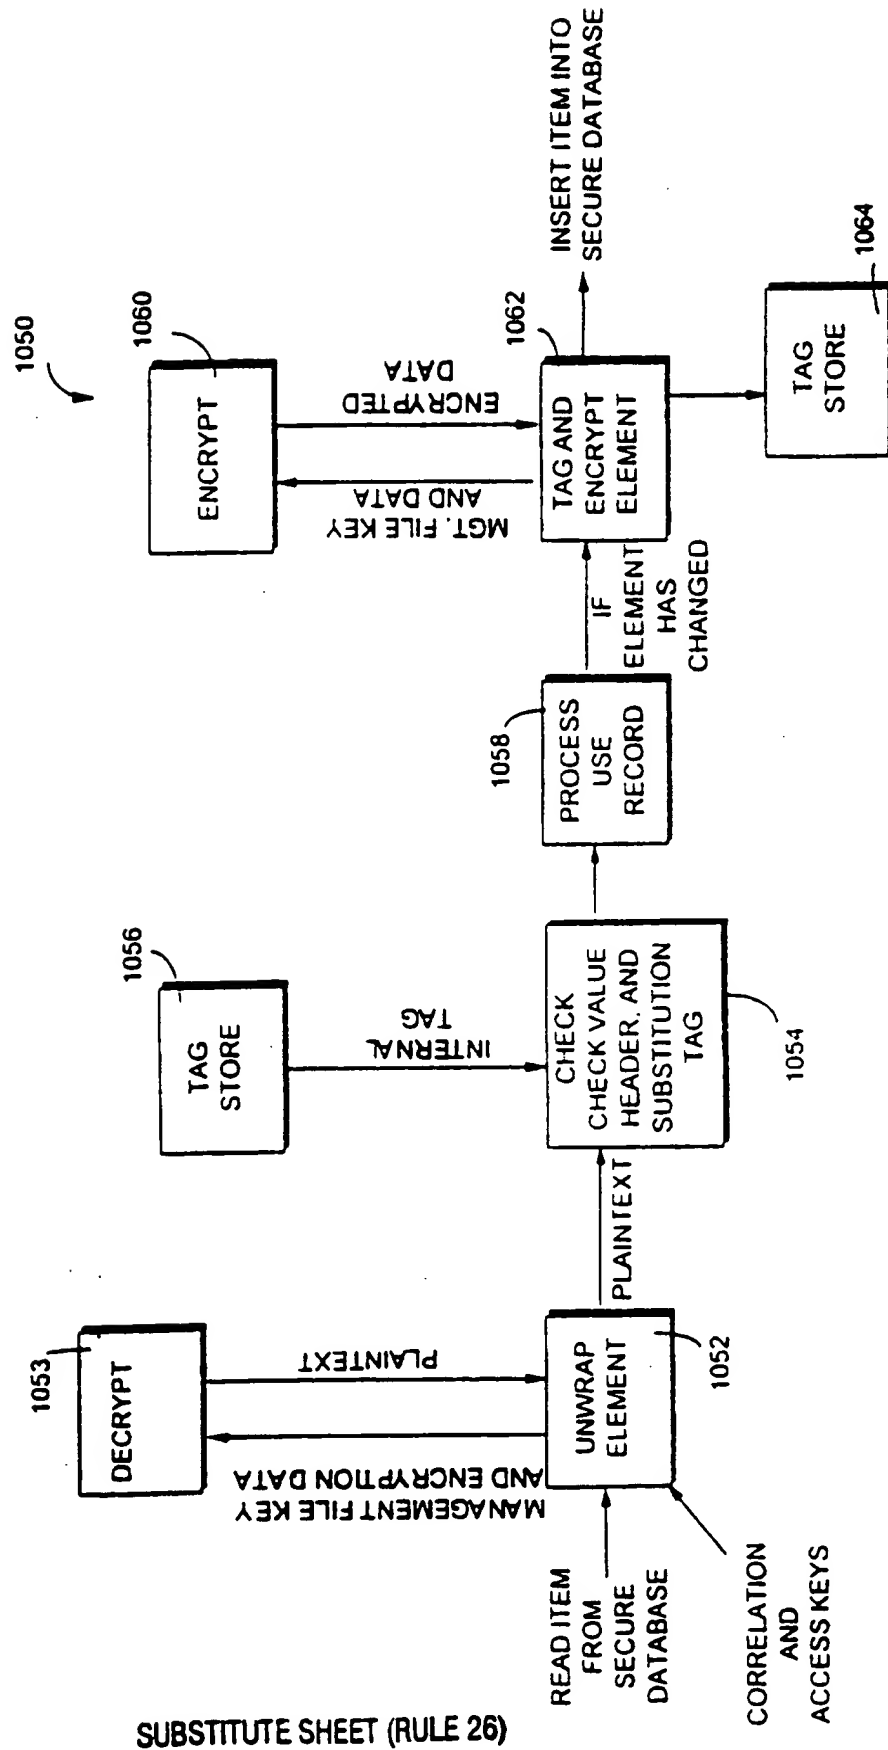 1050
1053
DECRYPT
MANAGEMENT FILE KEY
AND ENCRYPTION DATA
PLAINTEXT
READ ITEM
FROM
SECURE
DATABASE
CORRELATION
AND
ACCESS KEYS
UNWRAP
ELEMENT
1052
PLAINTEXT
1056
TAG
STORE
INTERNAL
TAG
CHECK
CHECK VALUE
HEADER, AND
SUBSTITUTION
TAG
1054
1058
PROCESS
USE
RECORD
IF
ELEMENT
HAS
CHANGED
1060
ENCRYPT
MGT. FILE KEY
AND DATA
ENCRYPTED
DATA
1062
TAG AND
ENCRYPT
ELEMENT
INSERT ITEM INTO
SECURE DATABASE
TAG
STORE
1064
SUBSTITUTE SHEET (RULE 26)